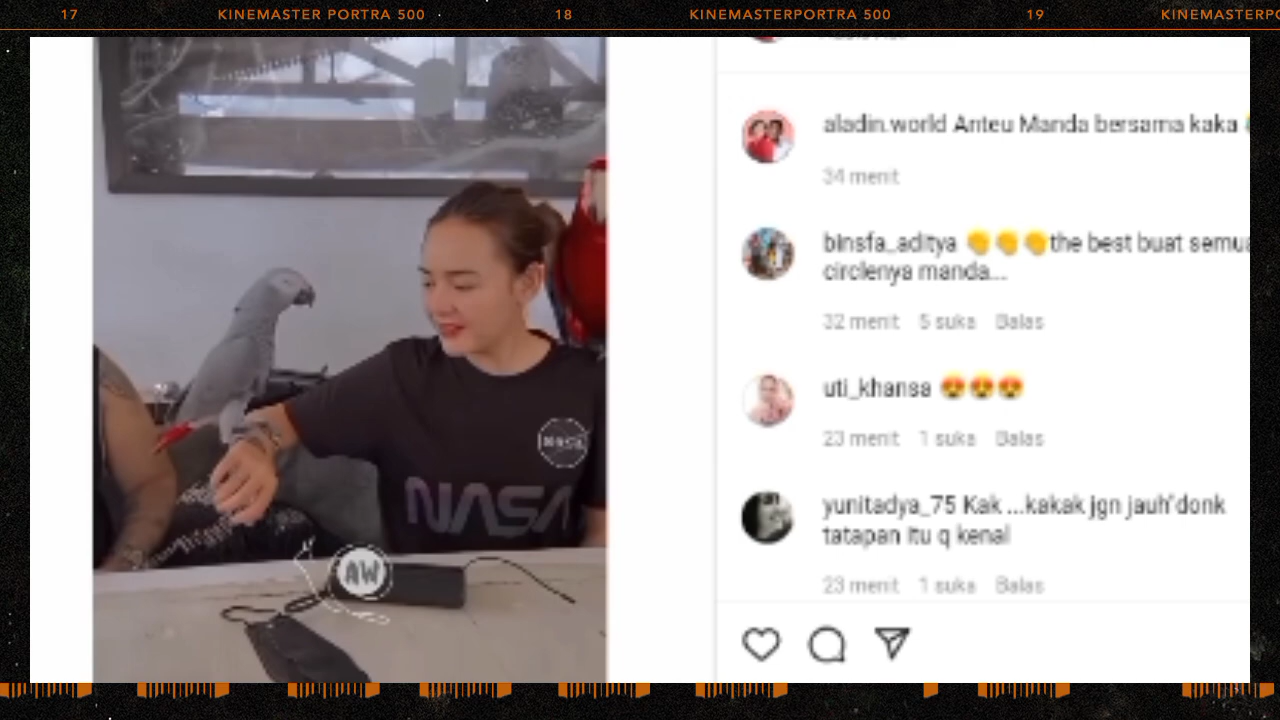 17 KINEMASTER PORTRA 500 18 KINEMASTERPORTRA 500 19 KINEMASTERPO
aladin.world Anteu Manda bersama kaka
34 menit
binsfa_aditya 👏👏👏the best buat semua
circlenya manda...
32 menit 5 suka Balas
uti_khansa 😍😍😍
23 menit 1 suka Balas
yunitadya_75 Kak ...kakak jgn jauh'donk
tatapan itu q kenal
23 menit 1 suka Balas
NASA
NASA
AW